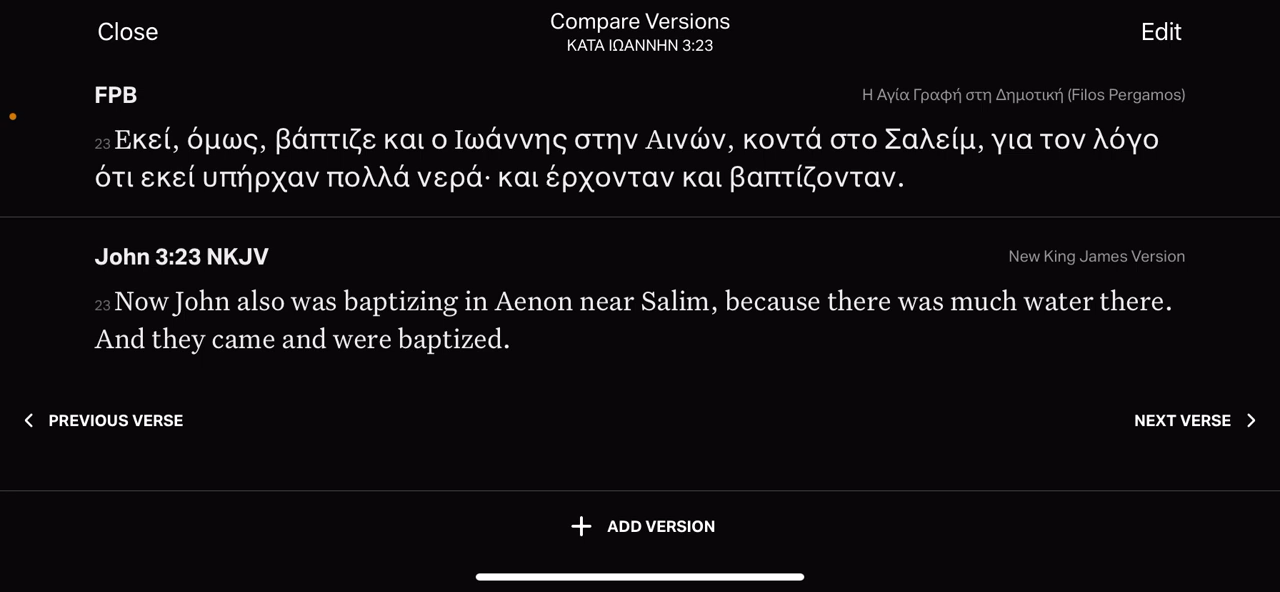 Close
Compare Versions
Edit
ΚΑΤΑ ΙΩΑΝΝΗΝ 3:23
FPB
Η Αγία Γραφή στη Δημοτική (Filos Pergamos)
23 Εκεί, όμως, βάπτιζε και ο Ιωάννης στην Αινών, κοντά στο Σαλείμ, για τον λόγο
ότι εκεί υπήρχαν πολλά νερά· και έρχονταν και βαπτίζονταν.
John 3:23 NKJV
New King James Version
23 Now John also was baptizing in Aenon near Salim, because there was much water there.
And they came and were baptized.
PREVIOUS VERSE
NEXT VERSE
ADD VERSION